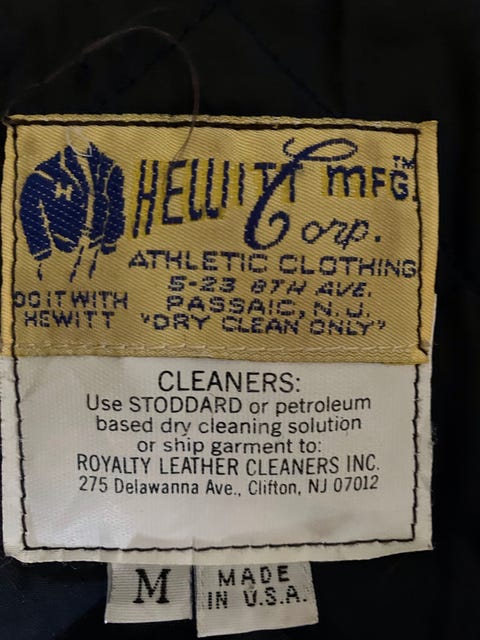 HEWITT MFG. TM
Corp.
ATHLETIC CLOTHING
5-23 8TH AVE.
PASSAIC, N.J.
"DRY CLEAN ONLY"
H
DO IT WITH
HEWITT
CLEANERS:
Use STODDARD or petroleum
based dry cleaning solution
or ship garment to:
ROYALTY LEATHER CLEANERS INC.
275 Delawanna Ave., Clifton, NJ 07012
M
MADE
IN U.S.A.